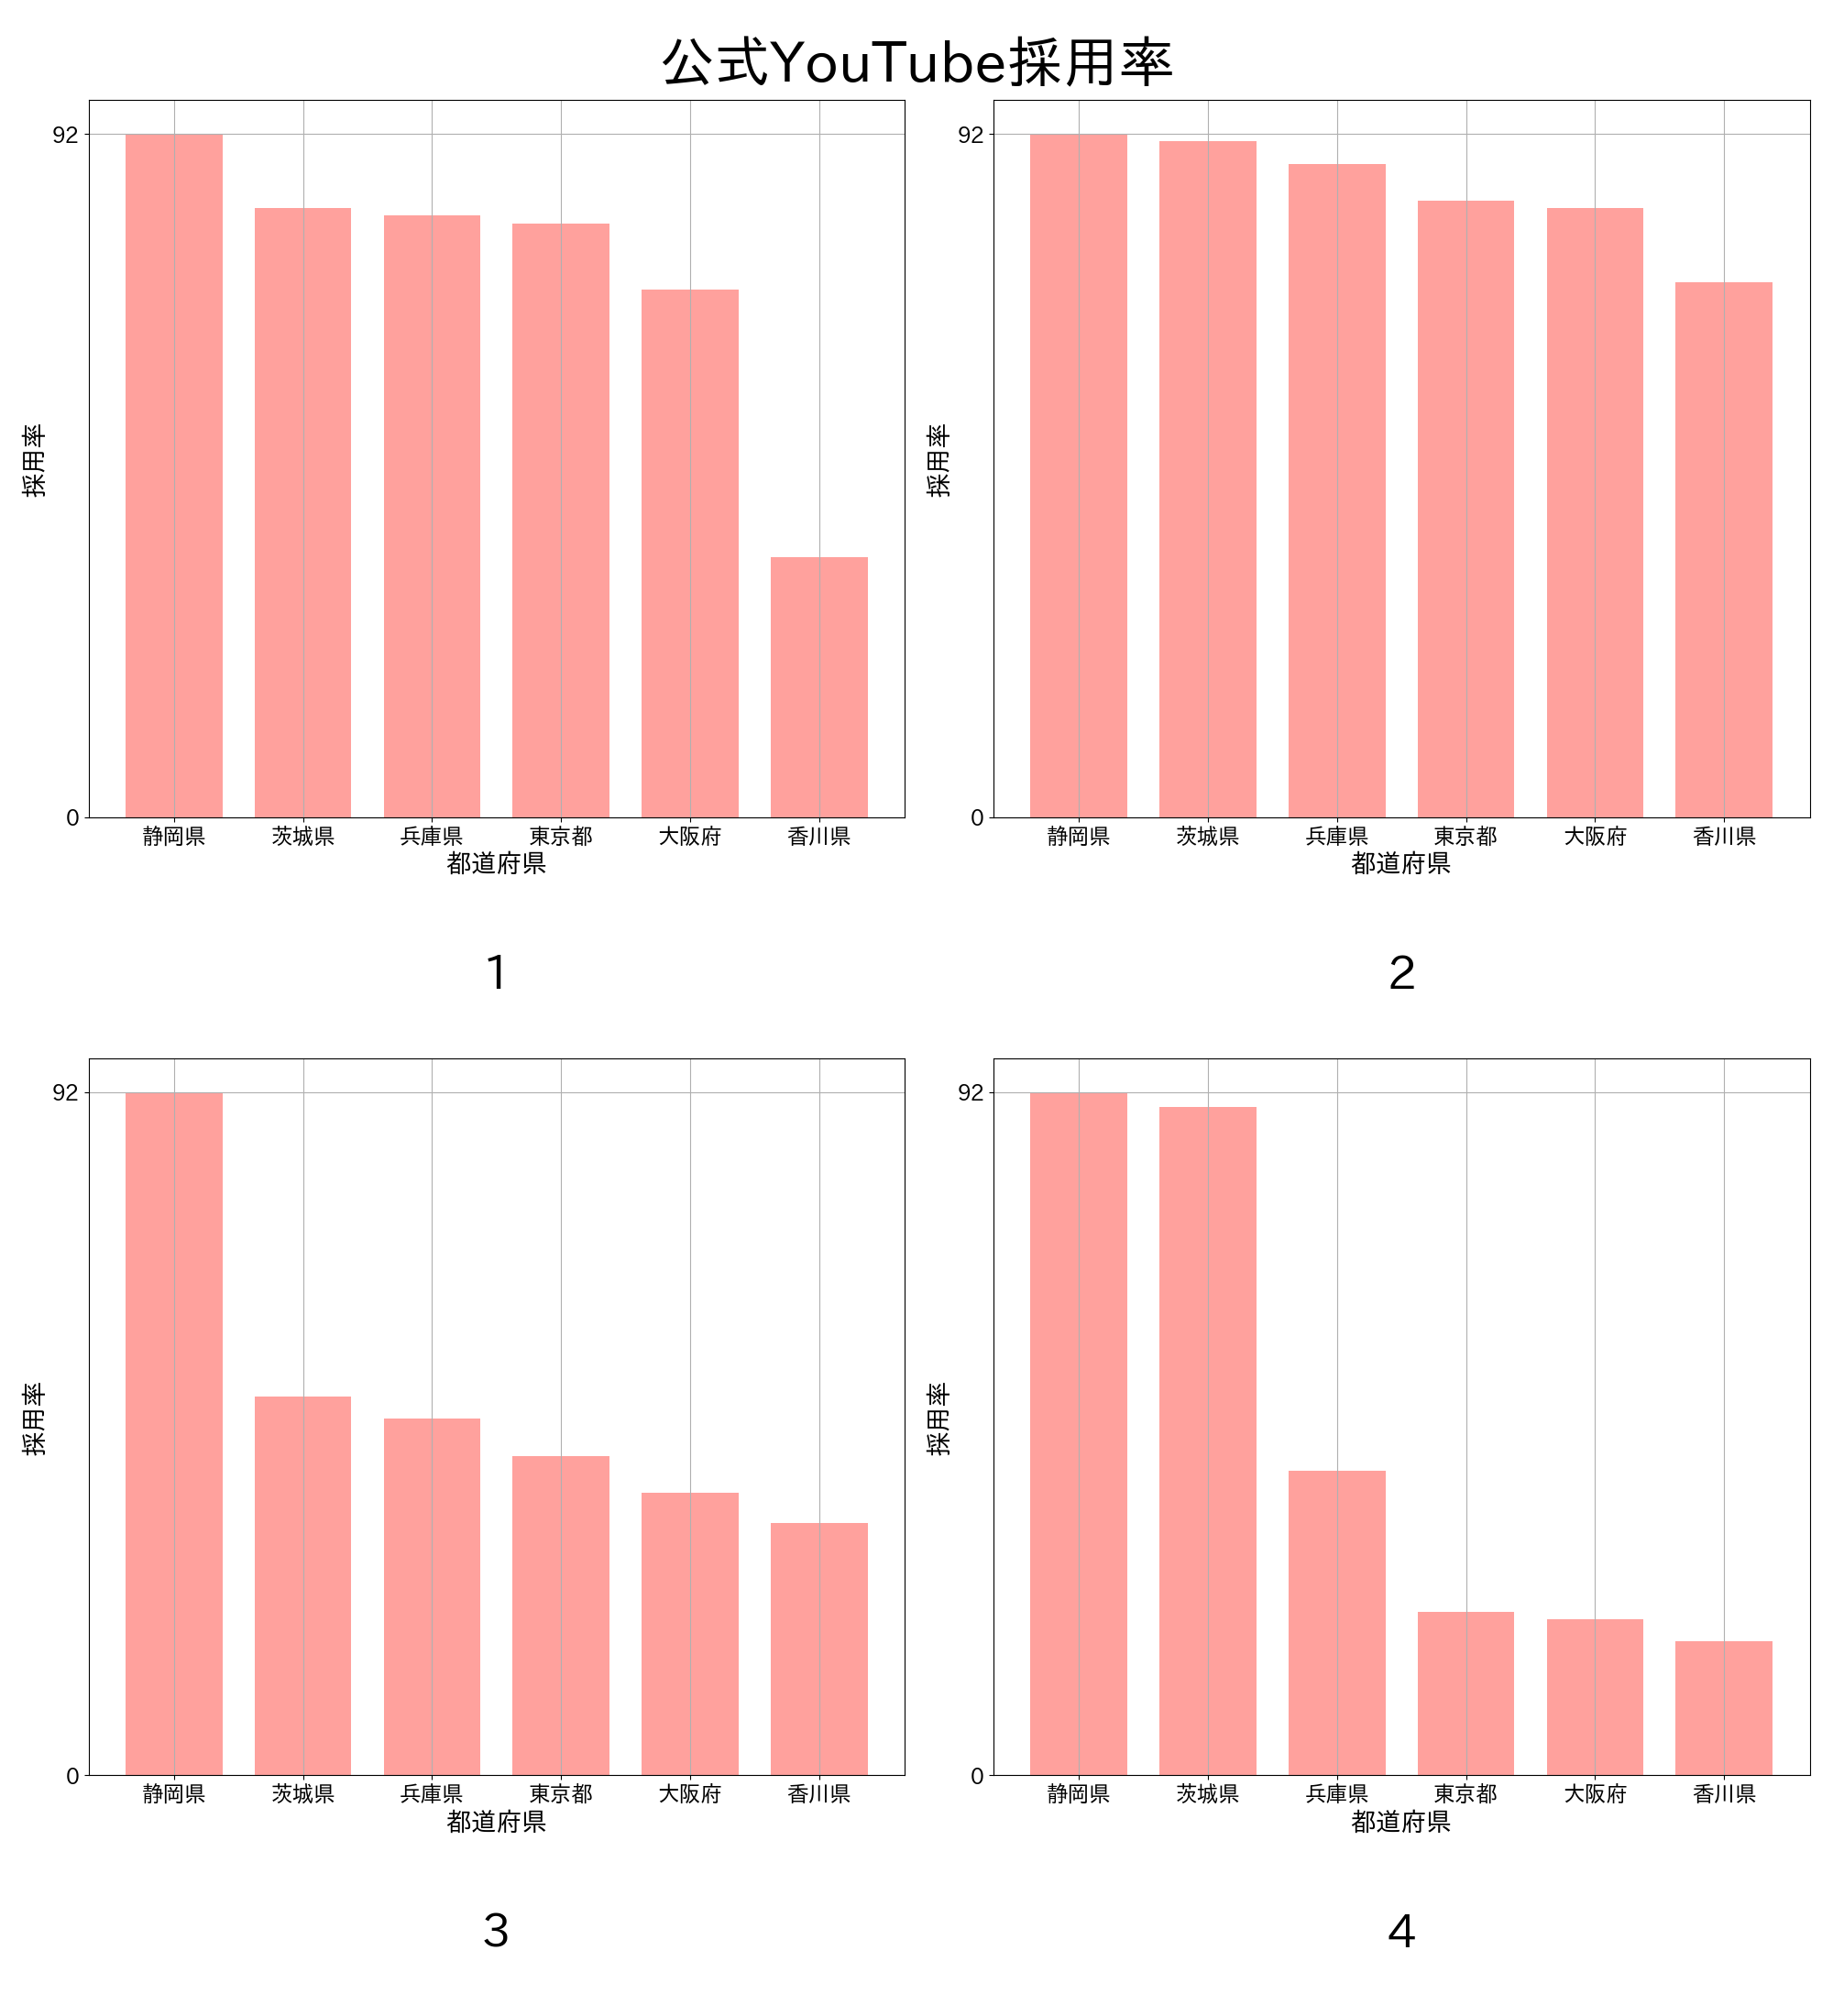 公式YouTube採用率
92
0
採用率
静岡県 茨城県 兵庫県 東京都 大阪府 香川県
都道府県
1
92
0
採用率
静岡県 茨城県 兵庫県 東京都 大阪府 香川県
都道府県
2
92
0
採用率
静岡県 茨城県 兵庫県 東京都 大阪府 香川県
都道府県
3
92
0
採用率
静岡県 茨城県 兵庫県 東京都 大阪府 香川県
都道府県
4